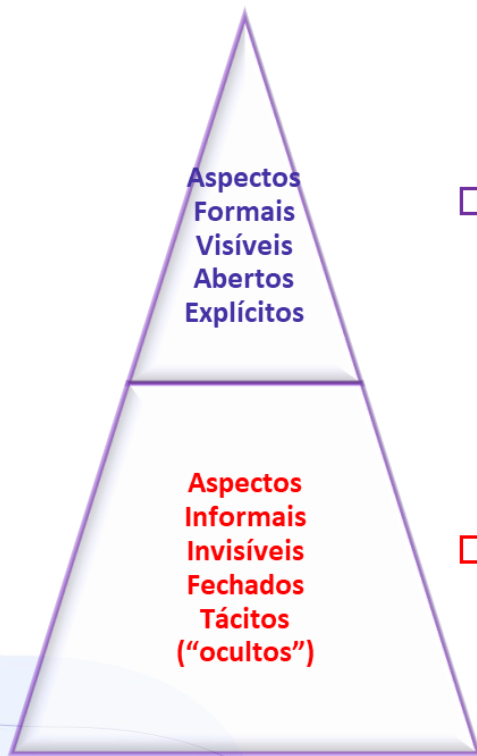 Aspectos
Formais
Visíveis
Abertos
Explícitos
Aspectos
Informais
Invisíveis
Fechados
Tácitos
(“ocultos”)